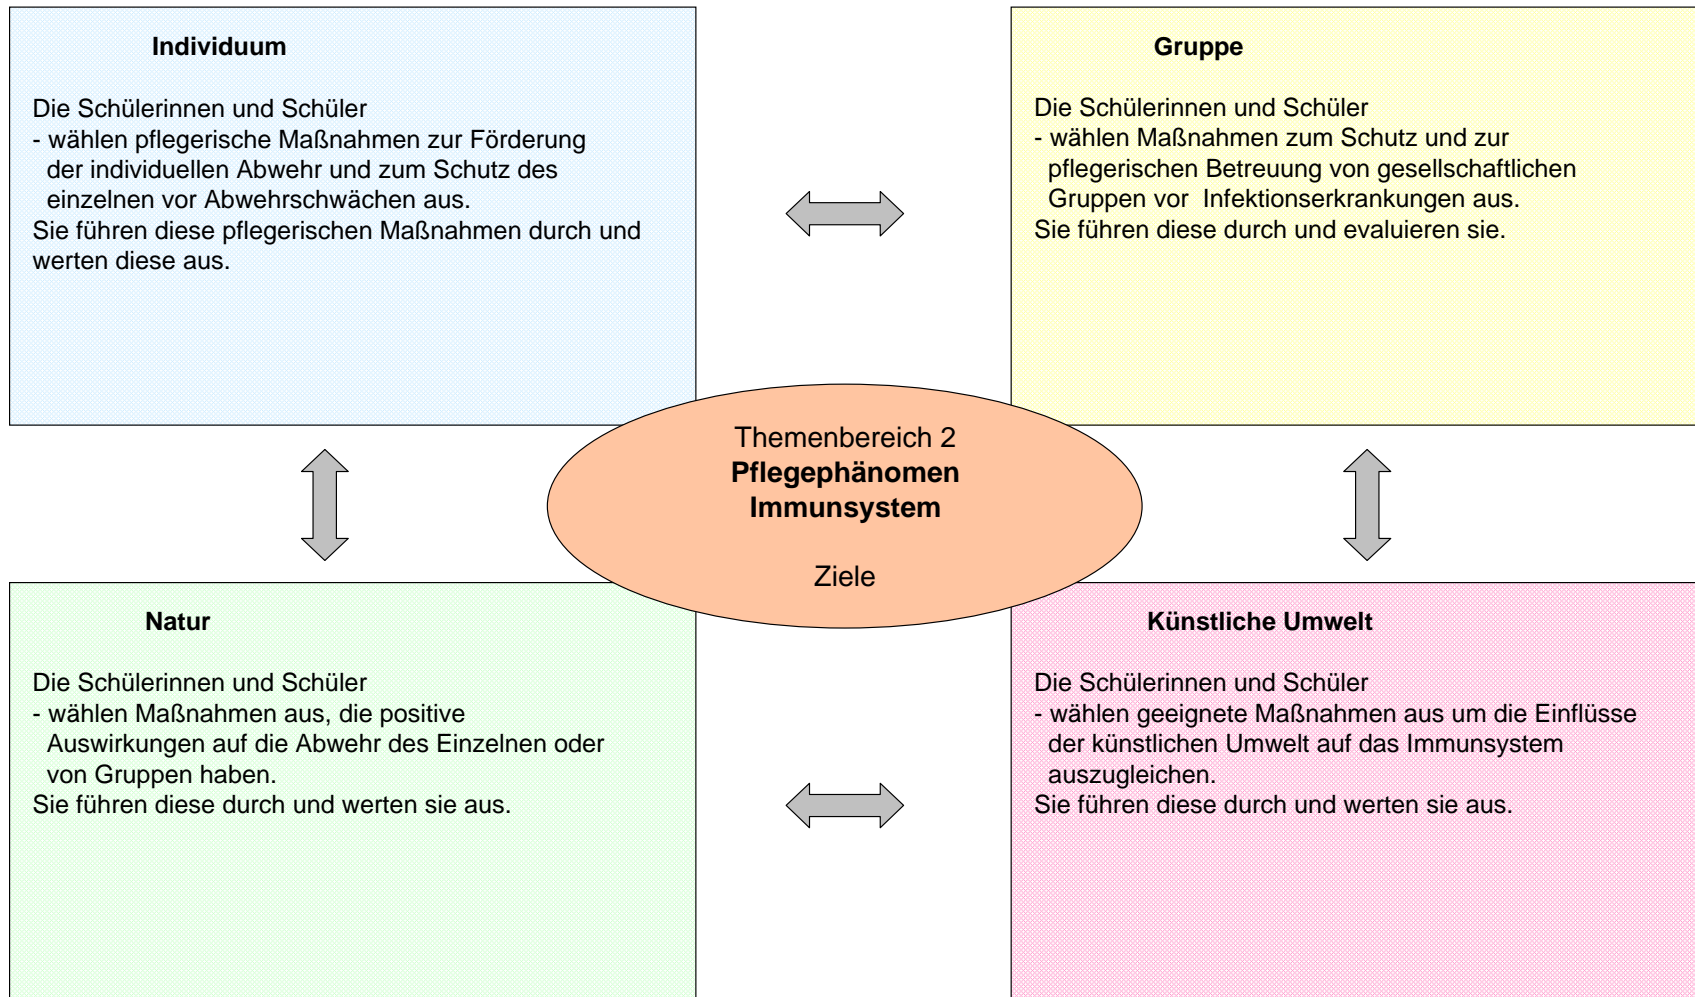 Individuum
Die Schülerinnen und Schüler
- wählen pflegerische Maßnahmen zur Förderung
der individuellen Abwehr und zum Schutz des
einzelnen vor Abwehrschwächen aus.
Sie führen diese pflegerischen Maßnahmen durch und
werten diese aus.
Gruppe
Die Schülerinnen und Schüler
- wählen Maßnahmen zum Schutz und zur
pflegerischen Betreuung von gesellschaftlichen
Gruppen vor Infektionserkrankungen aus.
Sie führen diese durch und evaluieren sie.
Themenbereich 2
Pflegephänomen
Immunsystem
Ziele
Natur
Die Schülerinnen und Schüler
- wählen Maßnahmen aus, die positive
Auswirkungen auf die Abwehr des Einzelnen oder
von Gruppen haben.
Sie führen diese durch und werten sie aus.
Künstliche Umwelt
Die Schülerinnen und Schüler
- wählen geeignete Maßnahmen aus um die Einflüsse
der künstlichen Umwelt auf das Immunsystem
auszugleichen.
Sie führen diese durch und werten sie aus.